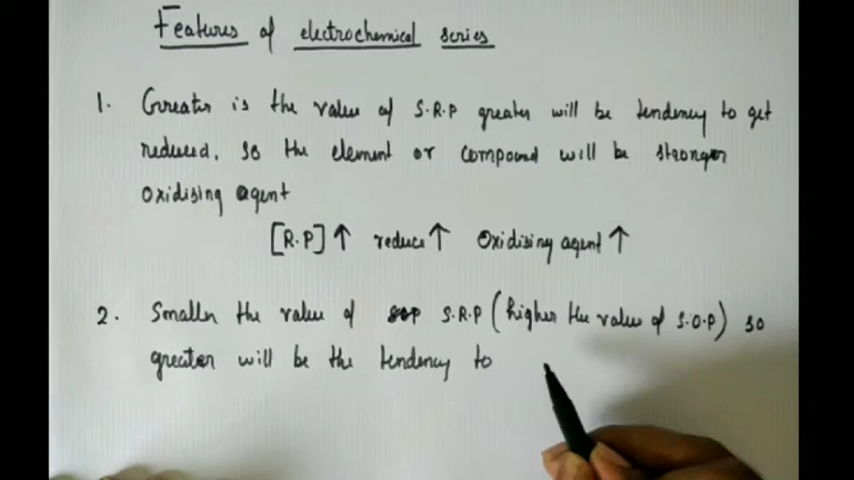 Features of electrochemical series
1. Greater is the value of S.R.P greater will be tendency to get
reduced. so the element or compound will be stronger
oxidising agent
[R.P]↑ reduce↑ Oxidising agent↑
2. Smaller the value of S.R.P (higher the value of S.O.P) so
greater will be the tendency to